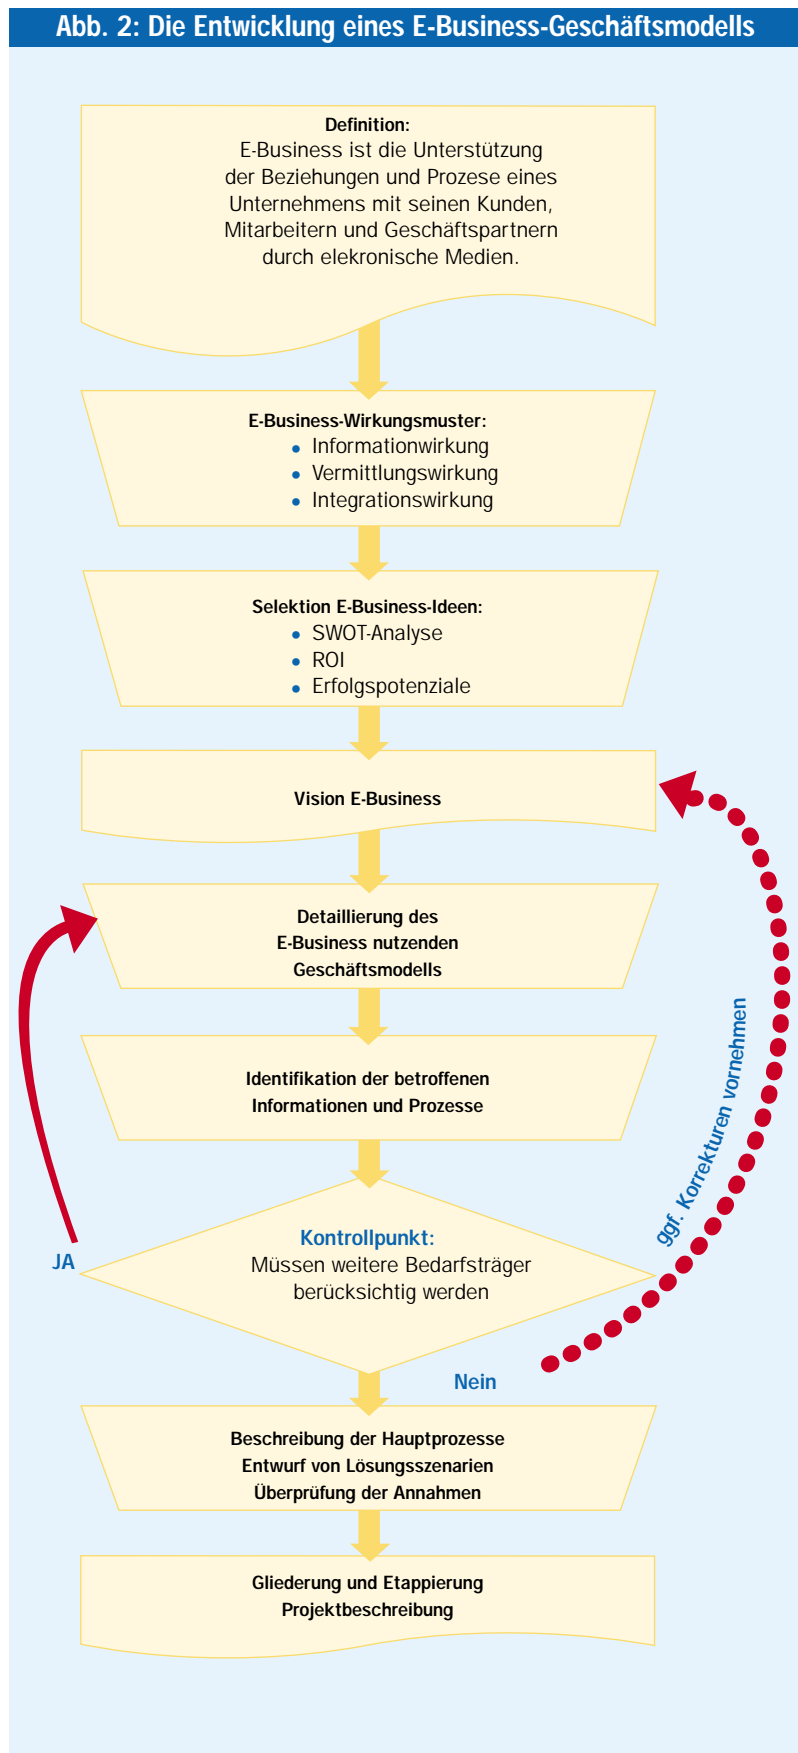 Abb. 2: Die Entwicklung eines E-Business-Geschäftsmodells
Definition:
E-Business ist die Unterstützung
der Beziehungen und Prozese eines
Unternehmens mit seinen Kunden,
Mitarbeitern und Geschäftspartnern
durch elekronische Medien.
E-Business-Wirkungsmuster:
• Informationwirkung
• Vermittlungswirkung
• Integrationswirkung
Selektion E-Business-Ideen:
• SWOT-Analyse
• ROI
• Erfolgspotenziale
Vision E-Business
Detaillierung des
E-Business nutzenden
Geschäftsmodells
Identifikation der betroffenen
Informationen und Prozesse
ggf. Korrekturen vornehmen
Kontrollpunkt:
Müssen weitere Bedarfsträger
berücksichtig werden
JA
Nein
Beschreibung der Hauptprozesse
Entwurf von Lösungsszenarien
Überprüfung der Annahmen
Gliederung und Etappierung
Projektbeschreibung